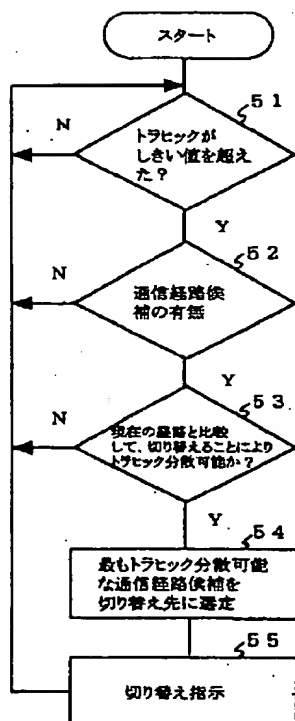 スタート
51
N
トラヒックが
しきい値を超え
た?
Y
52
N
通信経路候
補の有無
Y
53
N
現在の経路と比較
して、切り替えることにより
トラヒック分散可能か?
Y
54
最もトラヒック分散可能
な通信経路候補を
切り替え先に選定
55
切り替え指示